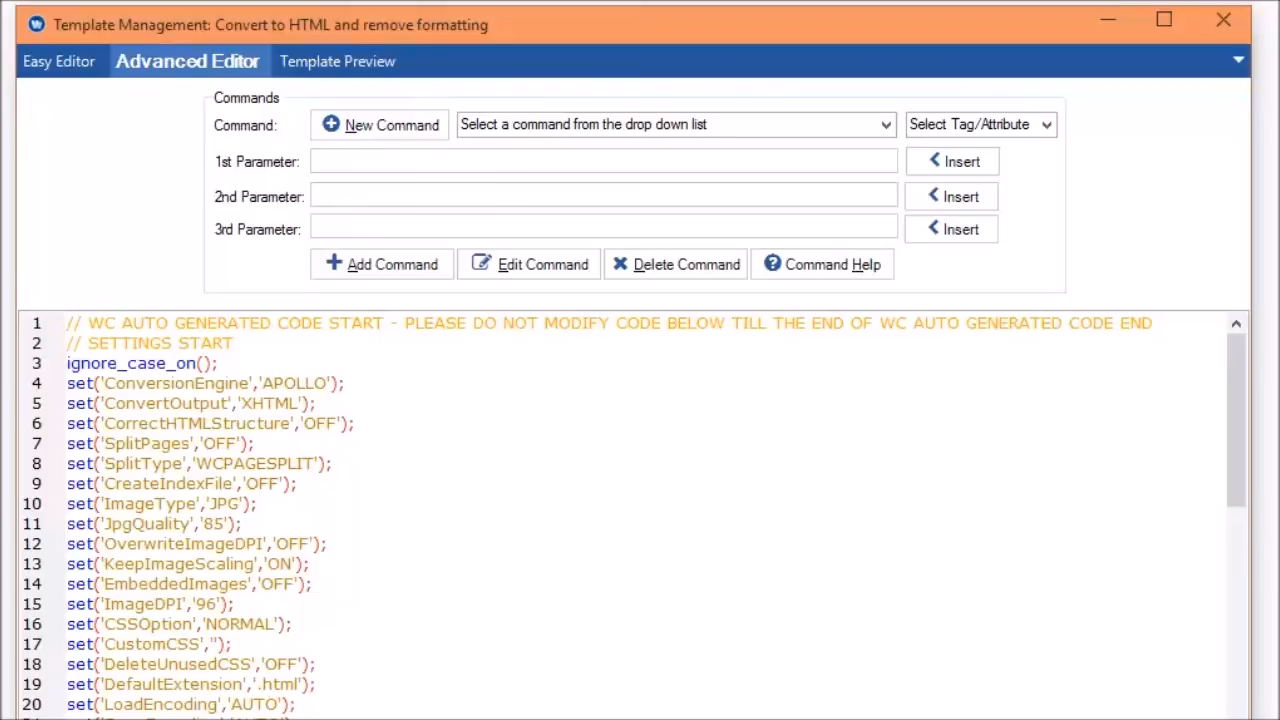 Template Management: Convert to HTML and remove formatting
Easy Editor Advanced Editor Template Preview
Commands
Command: New Command Select a command from the drop down list Select Tag/Attribute
1st Parameter: Insert
2nd Parameter: Insert
3rd Parameter: Insert
Add Command Edit Command Delete Command Command Help
1 // WC AUTO GENERATED CODE START - PLEASE DO NOT MODIFY CODE BELOW TILL THE END OF WC AUTO GENERATED CODE END
2 // SETTINGS START
3 ignore_case_on();
4 set('ConversionEngine','APOLLO');
5 set('ConvertOutput','XHTML');
6 set('CorrectHTMLStructure','OFF');
7 set('SplitPages','OFF');
8 set('SplitType','WCPAGESPLIT');
9 set('CreateIndexFile','OFF');
10 set('ImageType','JPG');
11 set('JpgQuality','85');
12 set('OverwriteImageDPI','OFF');
13 set('KeepImageScaling','ON');
14 set('EmbeddedImages','OFF');
15 set('ImageDPI','96');
16 set('CSSOption','NORMAL');
17 set('CustomCSS','');
18 set('DeleteUnusedCSS','OFF');
19 set('DefaultExtension','.html');
20 set('LoadEncoding','AUTO');